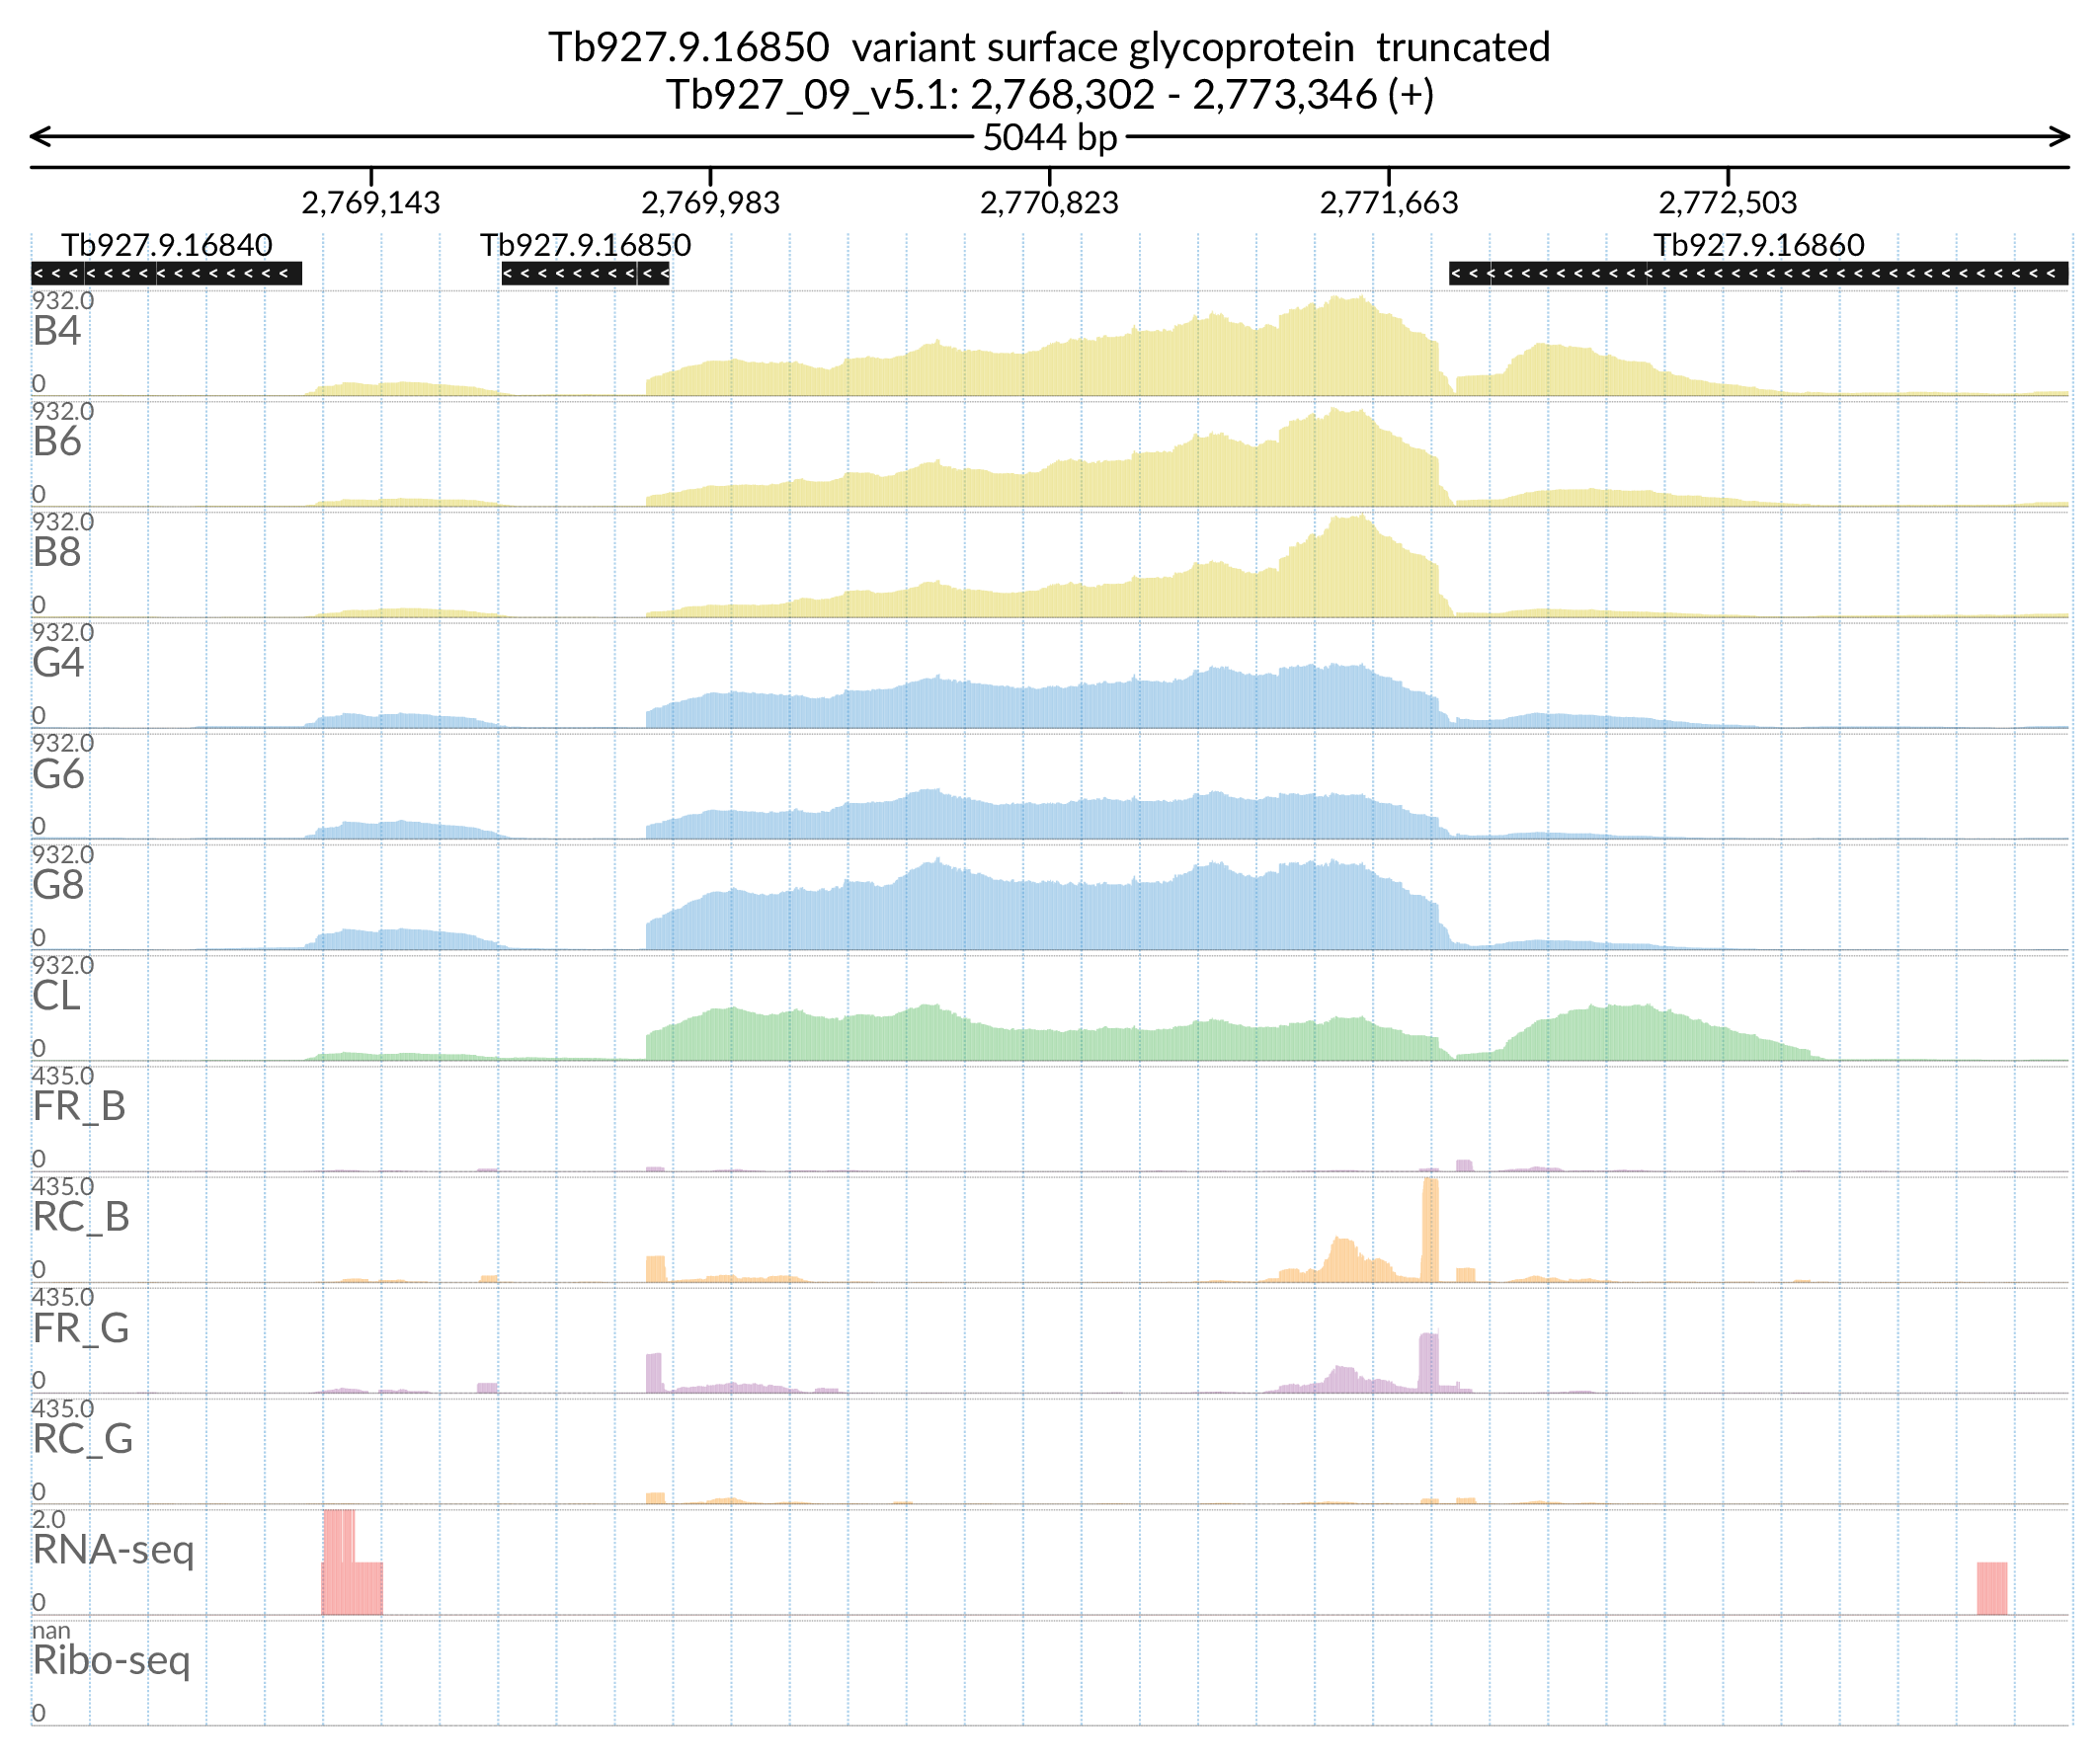 Tb927.9.16850  variant surface glycoprotein  truncated
Tb927_09_v5.1: 2,768,302 - 2,773,346 (+)
5044 bp
2,769,143 2,769,983 2,770,823 2,771,663 2,772,503
Tb927.9.16840 Tb927.9.16850 Tb927.9.16860
932.0
B4
0
932.0
B6
0
932.0
B8
0
932.0
G4
0
932.0
G6
0
932.0
G8
0
932.0
CL
0
435.0
FR_B
0
435.0
RC_B
0
435.0
FR_G
0
435.0
RC_G
0
2.0
RNA-seq
0
nan
Ribo-seq
0